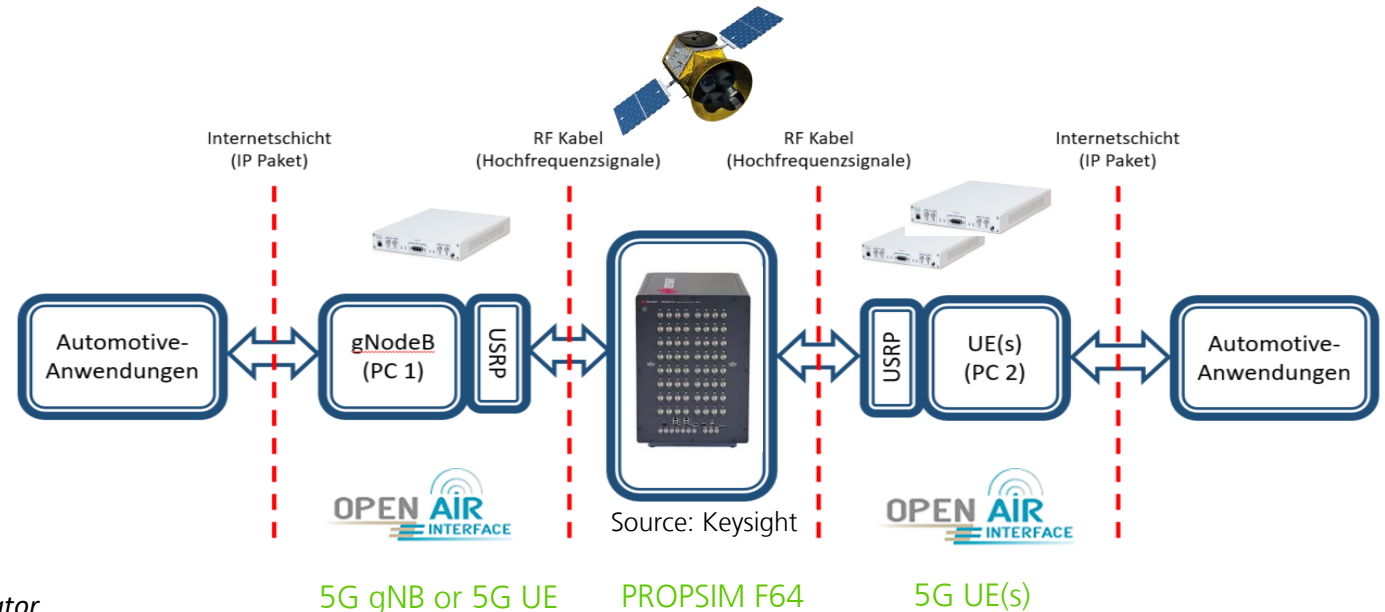 Internetschicht
(IP Paket)
RF Kabel
(Hochfrequenzsignale)
RF Kabel
(Hochfrequenzsignale)
Internetschicht
(IP Paket)
Automotive-
Anwendungen
gNodeB
(PC 1)
USRP
USRP
UE(s)
(PC 2)
Automotive-
Anwendungen
OPEN AIR
INTERFACE
Source: Keysight
OPEN AIR
INTERFACE
5G gNB or 5G UE
PROPSIM F64
5G UE(s)